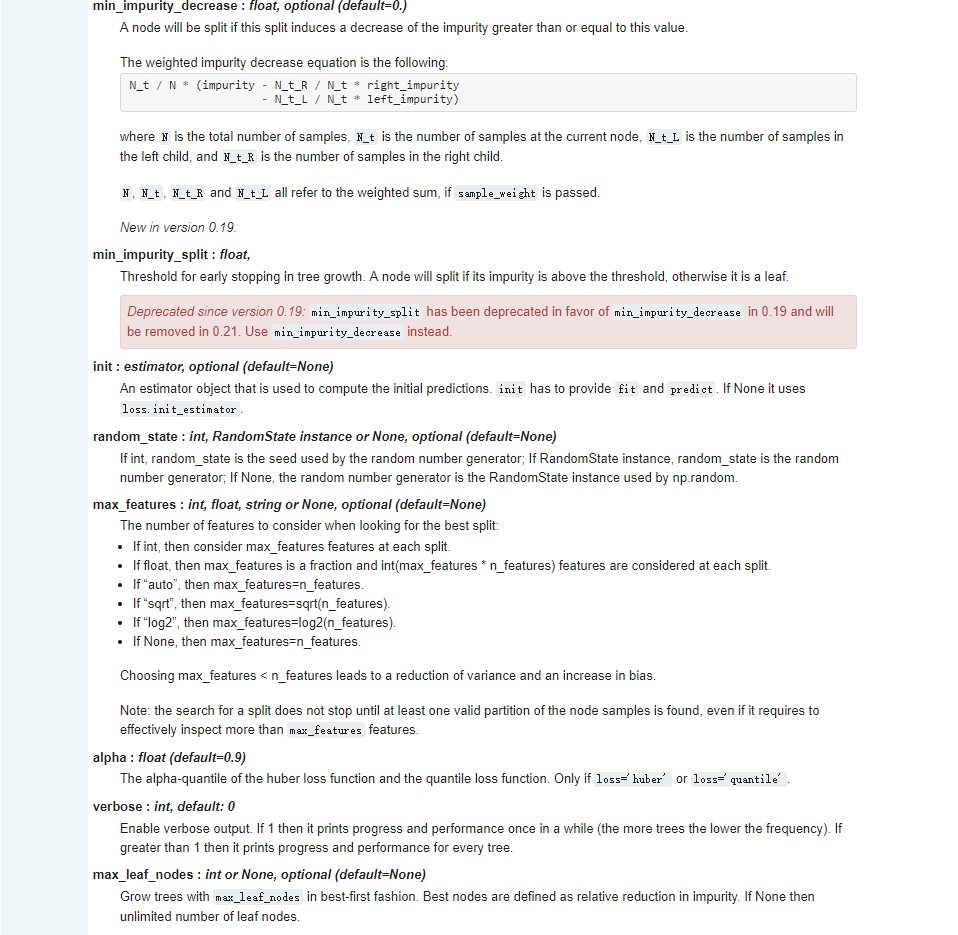 min_impurity_decrease : float, optional (default=0.)
A node will be split if this split induces a decrease of the impurity greater than or equal to this value.
The weighted impurity decrease equation is the following:
N_t / N * (impurity - N_t_R / N_t * right_impurity
- N_t_L / N_t * left_impurity)
where N is the total number of samples, N_t is the number of samples at the current node, N_t_L is the number of samples in
the left child, and N_t_R is the number of samples in the right child.
N, N_t, N_t_R and N_t_L all refer to the weighted sum, if sample_weight is passed.
New in version 0.19.
min_impurity_split : float,
Threshold for early stopping in tree growth. A node will split if its impurity is above the threshold, otherwise it is a leaf.
Deprecated since version 0.19: min_impurity_split has been deprecated in favor of min_impurity_decrease in 0.19 and will
be removed in 0.21. Use min_impurity_decrease instead.
init : estimator, optional (default=None)
An estimator object that is used to compute the initial predictions. init has to provide fit and predict. If None it uses
loss.init_estimator.
random_state : int, RandomState instance or None, optional (default=None)
If int, random_state is the seed used by the random number generator; If RandomState instance, random_state is the random
number generator; If None, the random number generator is the RandomState instance used by np.random.
max_features : int, float, string or None, optional (default=None)
The number of features to consider when looking for the best split:
• If int, then consider max_features features at each split.
• If float, then max_features is a fraction and int(max_features * n_features) features are considered at each split.
• If “auto”, then max_features=n_features.
• If “sqrt”, then max_features=sqrt(n_features).
• If “log2”, then max_features=log2(n_features).
• If None, then max_features=n_features.
Choosing max_features < n_features leads to a reduction of variance and an increase in bias.
Note: the search for a split does not stop until at least one valid partition of the node samples is found, even if it requires to
effectively inspect more than max_features features.
alpha : float (default=0.9)
The alpha-quantile of the huber loss function and the quantile loss function. Only if loss='huber' or loss='quantile'.
verbose : int, default: 0
Enable verbose output. If 1 then it prints progress and performance once in a while (the more trees the lower the frequency). If
greater than 1 then it prints progress and performance for every tree.
max_leaf_nodes : int or None, optional (default=None)
Grow trees with max_leaf_nodes in best-first fashion. Best nodes are defined as relative reduction in impurity. If None then
unlimited number of leaf nodes.